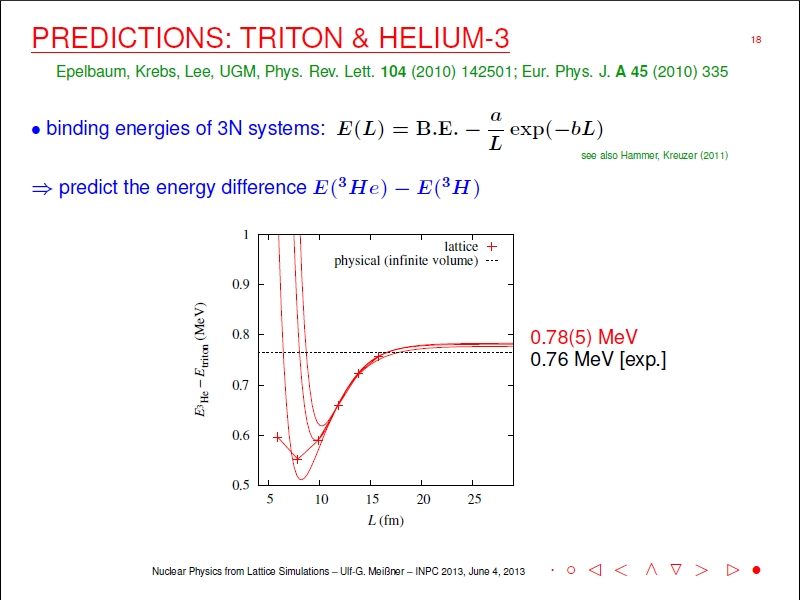 PREDICTIONS: TRITON & HELIUM-3
18
Epelbaum, Krebs, Lee, UGM, Phys. Rev. Lett. 104 (2010) 142501; Eur. Phys. J. A 45 (2010) 335
• binding energies of 3N systems: E(L) = B.E. − a/L exp(−bL)
see also Hammer, Kreuzer (2011)
⇒ predict the energy difference E(³He) − E(³H)
lattice
physical (infinite volume)
1
0.9
0.8
0.7
0.6
0.5
E³He − Etriton (MeV)
5 10 15 20 25
L (fm)
0.78(5) MeV
0.76 MeV [exp.]
Nuclear Physics from Lattice Simulations – Ulf-G. Meißner – INPC 2013, June 4, 2013